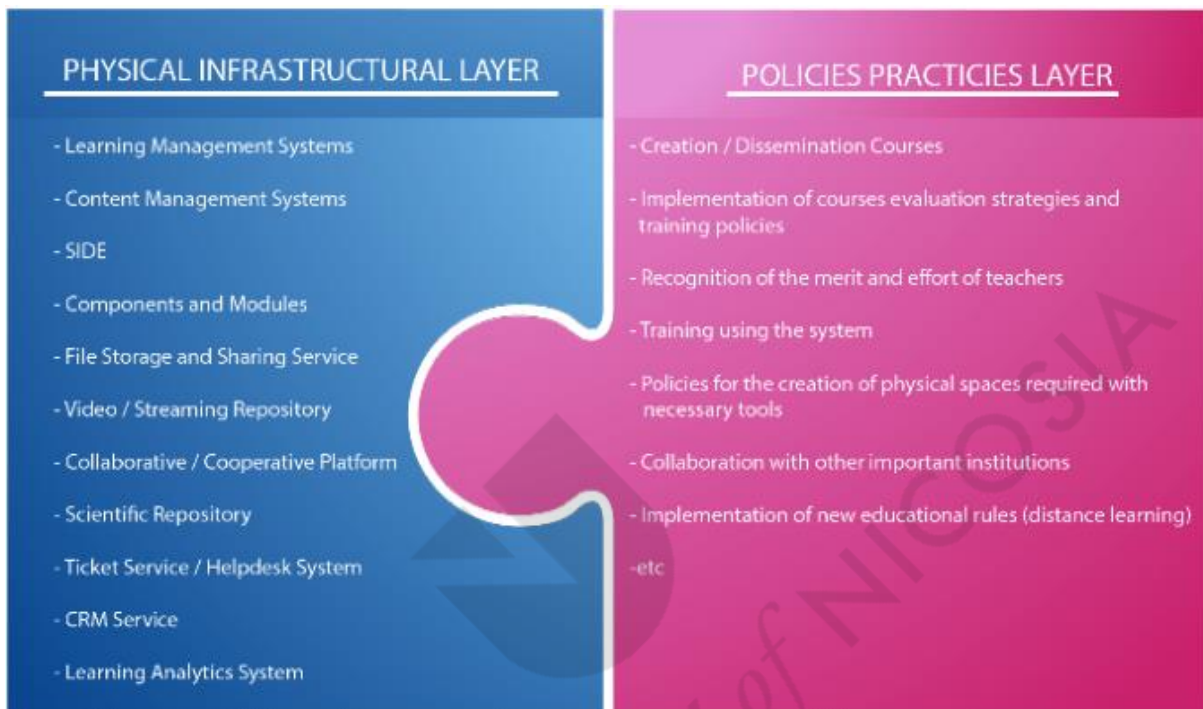 PHYSICAL INFRASTRUCTURAL LAYER
- Learning Management Systems
- Content Management Systems
- SIDE
- Components and Modules
- File Storage and Sharing Service
- Video / Streaming Repository
- Collaborative / Cooperative Platform
- Scientific Repository
- Ticket Service / Helpdesk System
- CRM Service
- Learning Analytics System
POLICIES PRACTICIES LAYER
- Creation / Dissemination Courses
- Implementation of courses evaluation strategies and
training policies
- Recognition of the merit and effort of teachers
- Training using the system
- Policies for the creation of physical spaces required with
necessary tools
- Collaboration with other important institutions
- Implementation of new educational rules (distance learning)
-etc
of NICOSIA